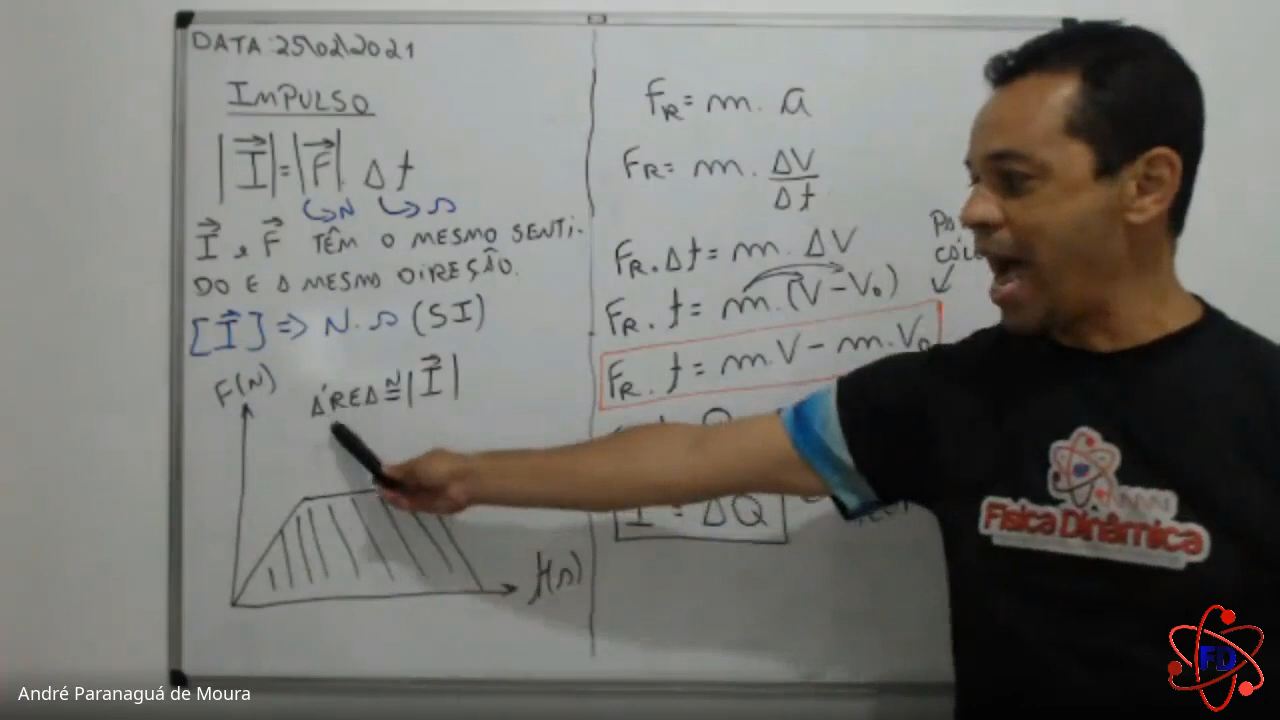 DATA: 25\02\2021
IMPULSO
|I| = |F|. Δt
↳N ↳s
I e F TÊM O MESMO SENTI-
DO E A MESMO DIREÇÃO.
[I] => N.s (SI)
F(N)
ÁREA ≅ᴺ |I|
t(s)
FR = m. a
FR = m. ΔV/Δt
FR. Δt = m. ΔV
FR. t = m. (V - V₀)
FR. t = m.V - m.V₀
I = ΔQ
Física Dinâmica
FD
André Paranaguá de Moura